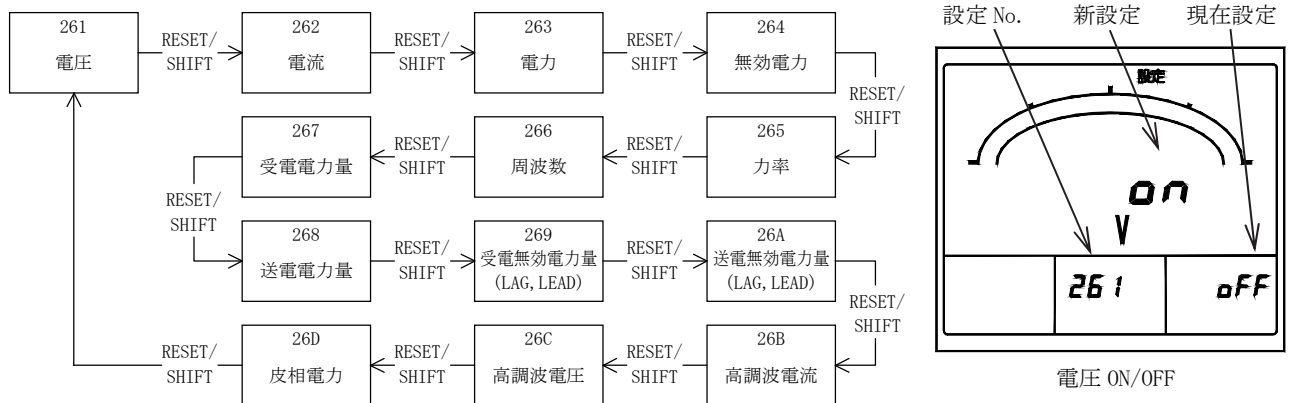 261
電圧
RESET/
SHIFT
262
電流
RESET/
SHIFT
263
電力
RESET/
SHIFT
264
無効電力
RESET/
SHIFT
265
力率
RESET/
SHIFT
266
周波数
RESET/
SHIFT
267
受電電力量
RESET/
SHIFT
268
送電電力量
RESET/
SHIFT
269
受電無効電力量
(LAG, LEAD)
RESET/
SHIFT
26A
送電無効電力量
(LAG, LEAD)
RESET/
SHIFT
26B
高調波電流
RESET/
SHIFT
26C
高調波電圧
RESET/
SHIFT
26D
皮相電力
RESET/
SHIFT
設定 No. 新設定 現在設定
設定
on
V
261 oFF
電圧 ON/OFF